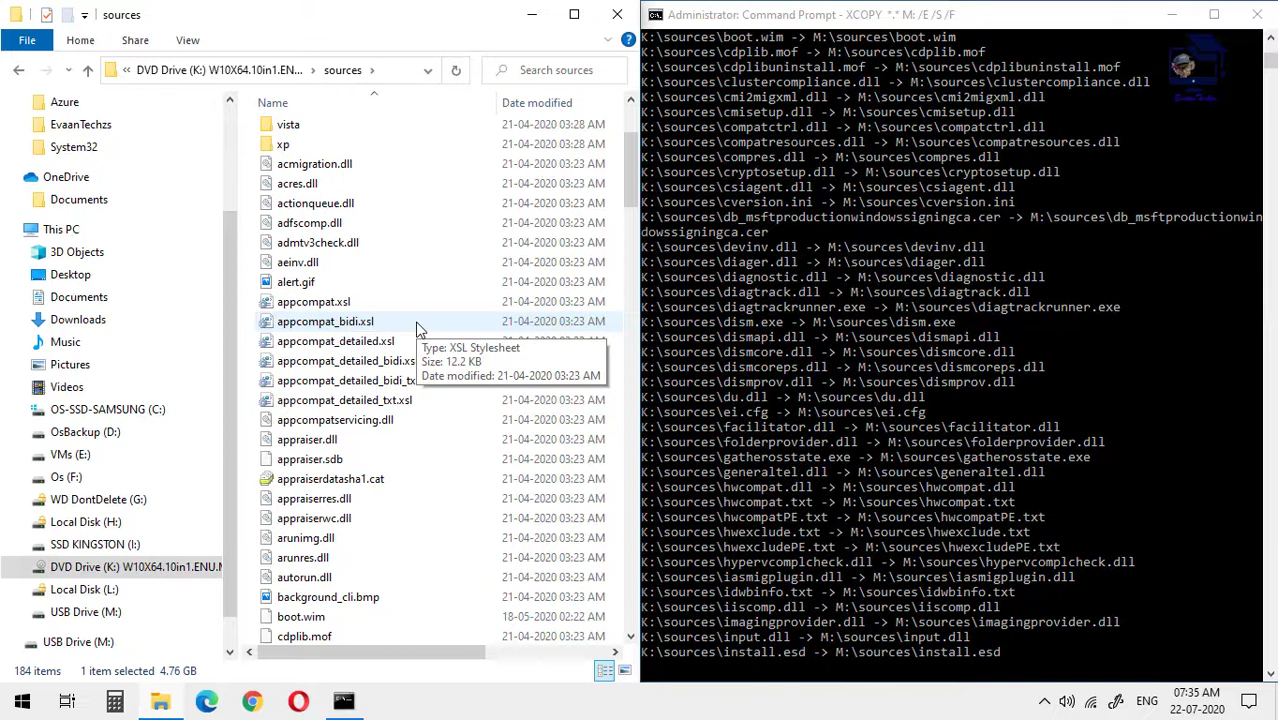 sources
File
Home
Share
View
DVD Drive (K:) W10X64.10in1.EN...
sources
Search sources
Azure
EvaanTechzs
System32
OneDrive
Documents
This PC
3D Objects
Desktop
Documents
Downloads
Music
Pictures
Videos
OS-SSD-SAMSUNG (C:)
OsBackup (D:)
VMs (E:)
Os (F:)
WD DontDelete (G:)
Local Disk (H:)
SSD KINGSTON (I:)
DVD Drive (K:) W10X64.10in1.ENU.M
Local Disk (L:)
USB Drive (M:)
USB Drive (M:)
Name
Date modified
vista 21-04-2020 03:28 AM
xp 21-04-2020 03:28 AM
acmigration.dll 21-04-2020 03:23 AM
acres.dll 21-04-2020 03:23 AM
actionqueue.dll 21-04-2020 03:23 AM
adfscomp.dll 21-04-2020 03:23 AM
admtv3check.dll 21-04-2020 03:23 AM
aeinv.dll 21-04-2020 03:23 AM
alert.gif 21-04-2020 03:23 AM
appcompat.xsl 21-04-2020 03:23 AM
appcompat_bidi.xsl 21-04-2020 03:23 AM
appcompat_detailed.xsl
appcompat_detailed_bidi.xs
appcompat_detailed_bidi_tx
Type: XSL Stylesheet
Size: 12.2 KB
Date modified: 21-04-2020 03:23 AM
appcompat_detailed_txt.xsl 21-04-2020 03:23 AM
appcompatservicing.dll 21-04-2020 03:23 AM
appraiser.dll 21-04-2020 03:23 AM
appraiser.sdb 21-04-2020 03:23 AM
appraiserdatasha1.cat 21-04-2020 03:23 AM
appraiserres.dll 21-04-2020 03:23 AM
appraiserwc.dll 21-04-2020 03:23 AM
arunimg.dll 21-04-2020 03:23 AM
arunres.dll 21-04-2020 03:23 AM
autorun.dll 21-04-2020 03:23 AM
background_cli.bmp 21-04-2020 03:23 AM
boot.wim 18-05-2020 02:22 AM
cdplib.mof 21-04-2020 03:23 AM
184 items 1 item selected 4.76 GB
Administrator: Command Prompt - XCOPY *.* M: /E /S /F
K:\sources\boot.wim -> M:\sources\boot.wim
K:\sources\cdplib.mof -> M:\sources\cdplib.mof
K:\sources\cdplibuninstall.mof -> M:\sources\cdplibuninstall.mof
K:\sources\clustercompliance.dll -> M:\sources\clustercompliance.dll
K:\sources\cmi2migxml.dll -> M:\sources\cmi2migxml.dll
K:\sources\cmisetup.dll -> M:\sources\cmisetup.dll
K:\sources\compatctrl.dll -> M:\sources\compatctrl.dll
K:\sources\compatresources.dll -> M:\sources\compatresources.dll
K:\sources\compres.dll -> M:\sources\compres.dll
K:\sources\cryptosetup.dll -> M:\sources\cryptosetup.dll
K:\sources\csiagent.dll -> M:\sources\csiagent.dll
K:\sources\cversion.ini -> M:\sources\cversion.ini
K:\sources\db_msftproductionwindowssigningca.cer -> M:\sources\db_msftproductionwin
dowssigningca.cer
K:\sources\devinv.dll -> M:\sources\devinv.dll
K:\sources\diager.dll -> M:\sources\diager.dll
K:\sources\diagnostic.dll -> M:\sources\diagnostic.dll
K:\sources\diagtrack.dll -> M:\sources\diagtrack.dll
K:\sources\diagtrackrunner.exe -> M:\sources\diagtrackrunner.exe
K:\sources\dism.exe -> M:\sources\dism.exe
K:\sources\dismapi.dll -> M:\sources\dismapi.dll
K:\sources\dismcore.dll -> M:\sources\dismcore.dll
K:\sources\dismcoreps.dll -> M:\sources\dismcoreps.dll
K:\sources\dismprov.dll -> M:\sources\dismprov.dll
K:\sources\du.dll -> M:\sources\du.dll
K:\sources\ei.cfg -> M:\sources\ei.cfg
K:\sources\facilitator.dll -> M:\sources\facilitator.dll
K:\sources\folderprovider.dll -> M:\sources\folderprovider.dll
K:\sources\gatherosstate.exe -> M:\sources\gatherosstate.exe
K:\sources\generaltel.dll -> M:\sources\generaltel.dll
K:\sources\hwcompat.dll -> M:\sources\hwcompat.dll
K:\sources\hwcompat.txt -> M:\sources\hwcompat.txt
K:\sources\hwcompatPE.txt -> M:\sources\hwcompatPE.txt
K:\sources\hwexclude.txt -> M:\sources\hwexclude.txt
K:\sources\hwexcludePE.txt -> M:\sources\hwexcludePE.txt
K:\sources\hypervcomplcheck.dll -> M:\sources\hypervcomplcheck.dll
K:\sources\iasmigplugin.dll -> M:\sources\iasmigplugin.dll
K:\sources\idwbinfo.txt -> M:\sources\idwbinfo.txt
K:\sources\iiscomp.dll -> M:\sources\iiscomp.dll
K:\sources\imagingprovider.dll -> M:\sources\imagingprovider.dll
K:\sources\input.dll -> M:\sources\input.dll
K:\sources\install.esd -> M:\sources\install.esd
ENG
07:35 AM
22-07-2020